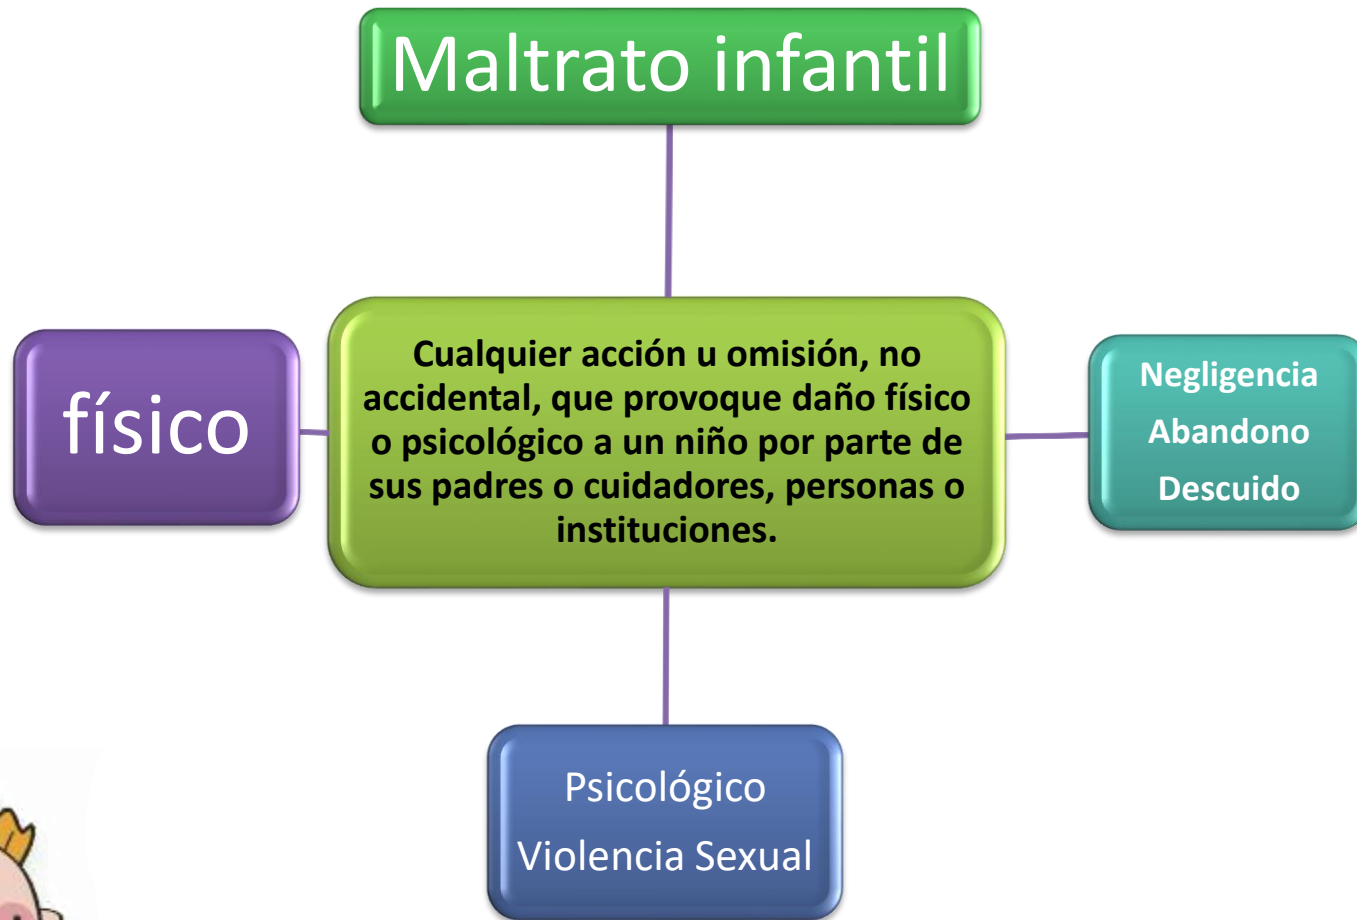 Maltrato infantil
físico
Cualquier acción u omisión, no
accidental, que provoque daño físico
o psicológico a un niño por parte de
sus padres o cuidadores, personas o
instituciones.
Negligencia
Abandono
Descuido
Psicológico
Violencia Sexual